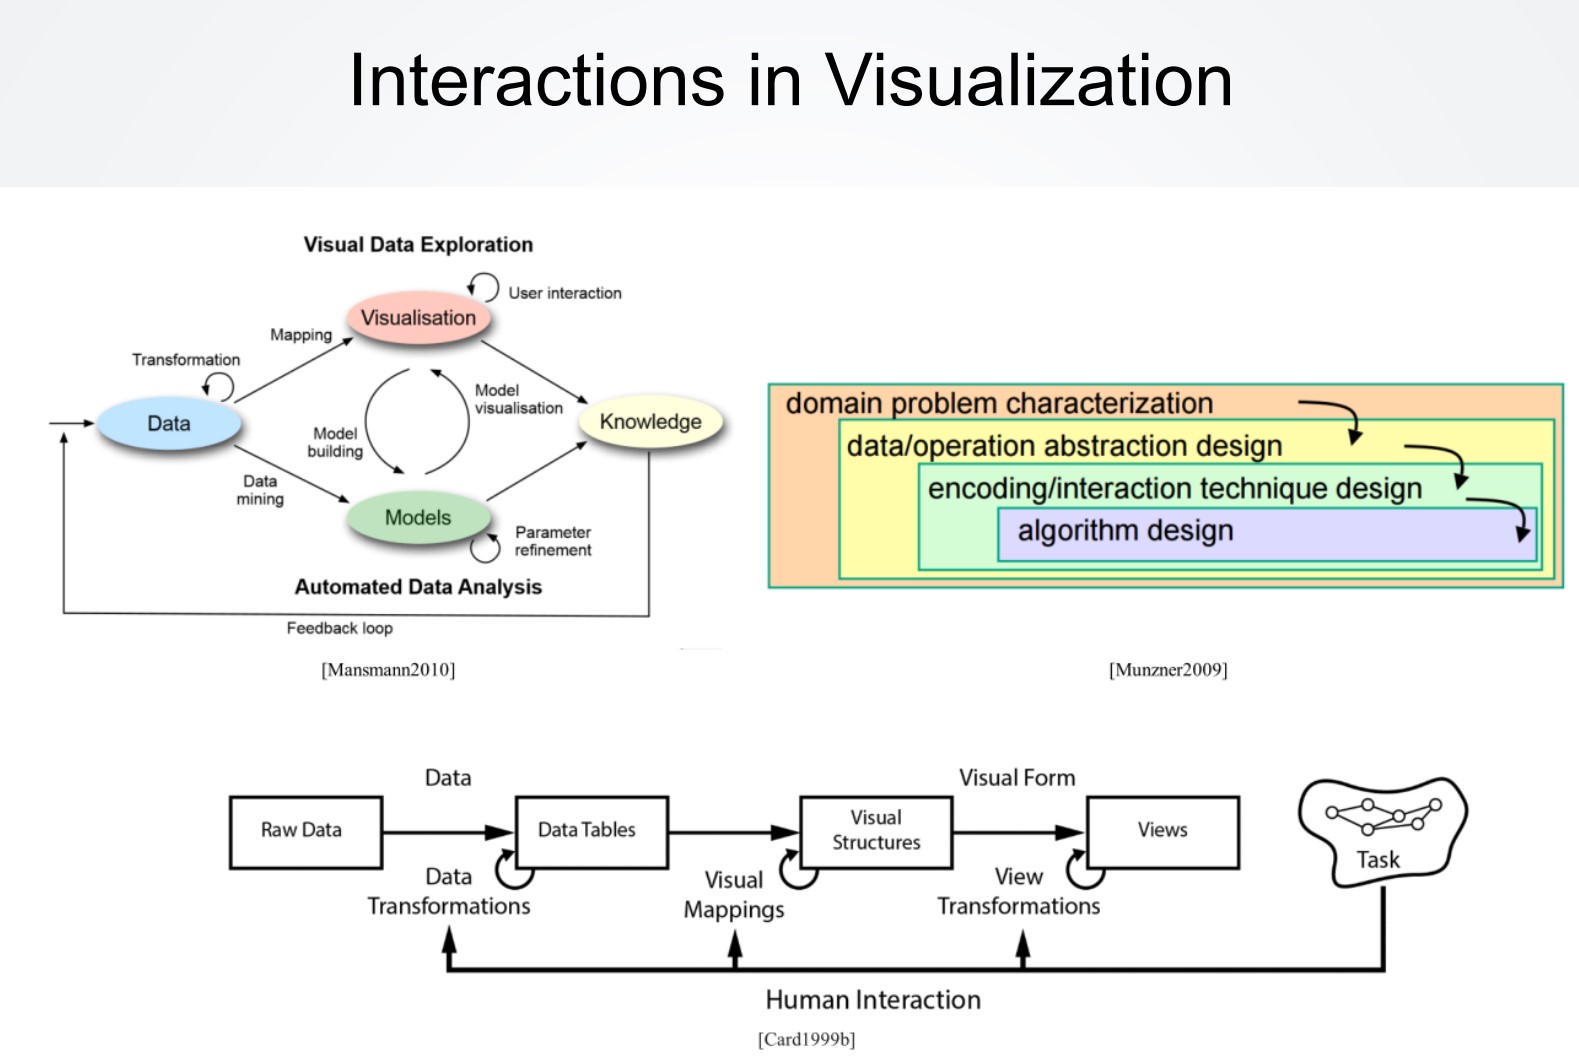 Interactions in Visualization
Visual Data Exploration
User interaction
Visualisation
Mapping
Transformation
Data
Model
visualisation
Knowledge
Model
building
Data
mining
Models
Parameter
refinement
Automated Data Analysis
Feedback loop
[Mansmann2010]
domain problem characterization
data/operation abstraction design
encoding/interaction technique design
algorithm design
[Munzner2009]
Data
Visual Form
Raw Data
Data Tables
Visual
Structures
Views
Task
Data
Transformations
Visual
Mappings
View
Transformations
Human Interaction
[Card1999b]